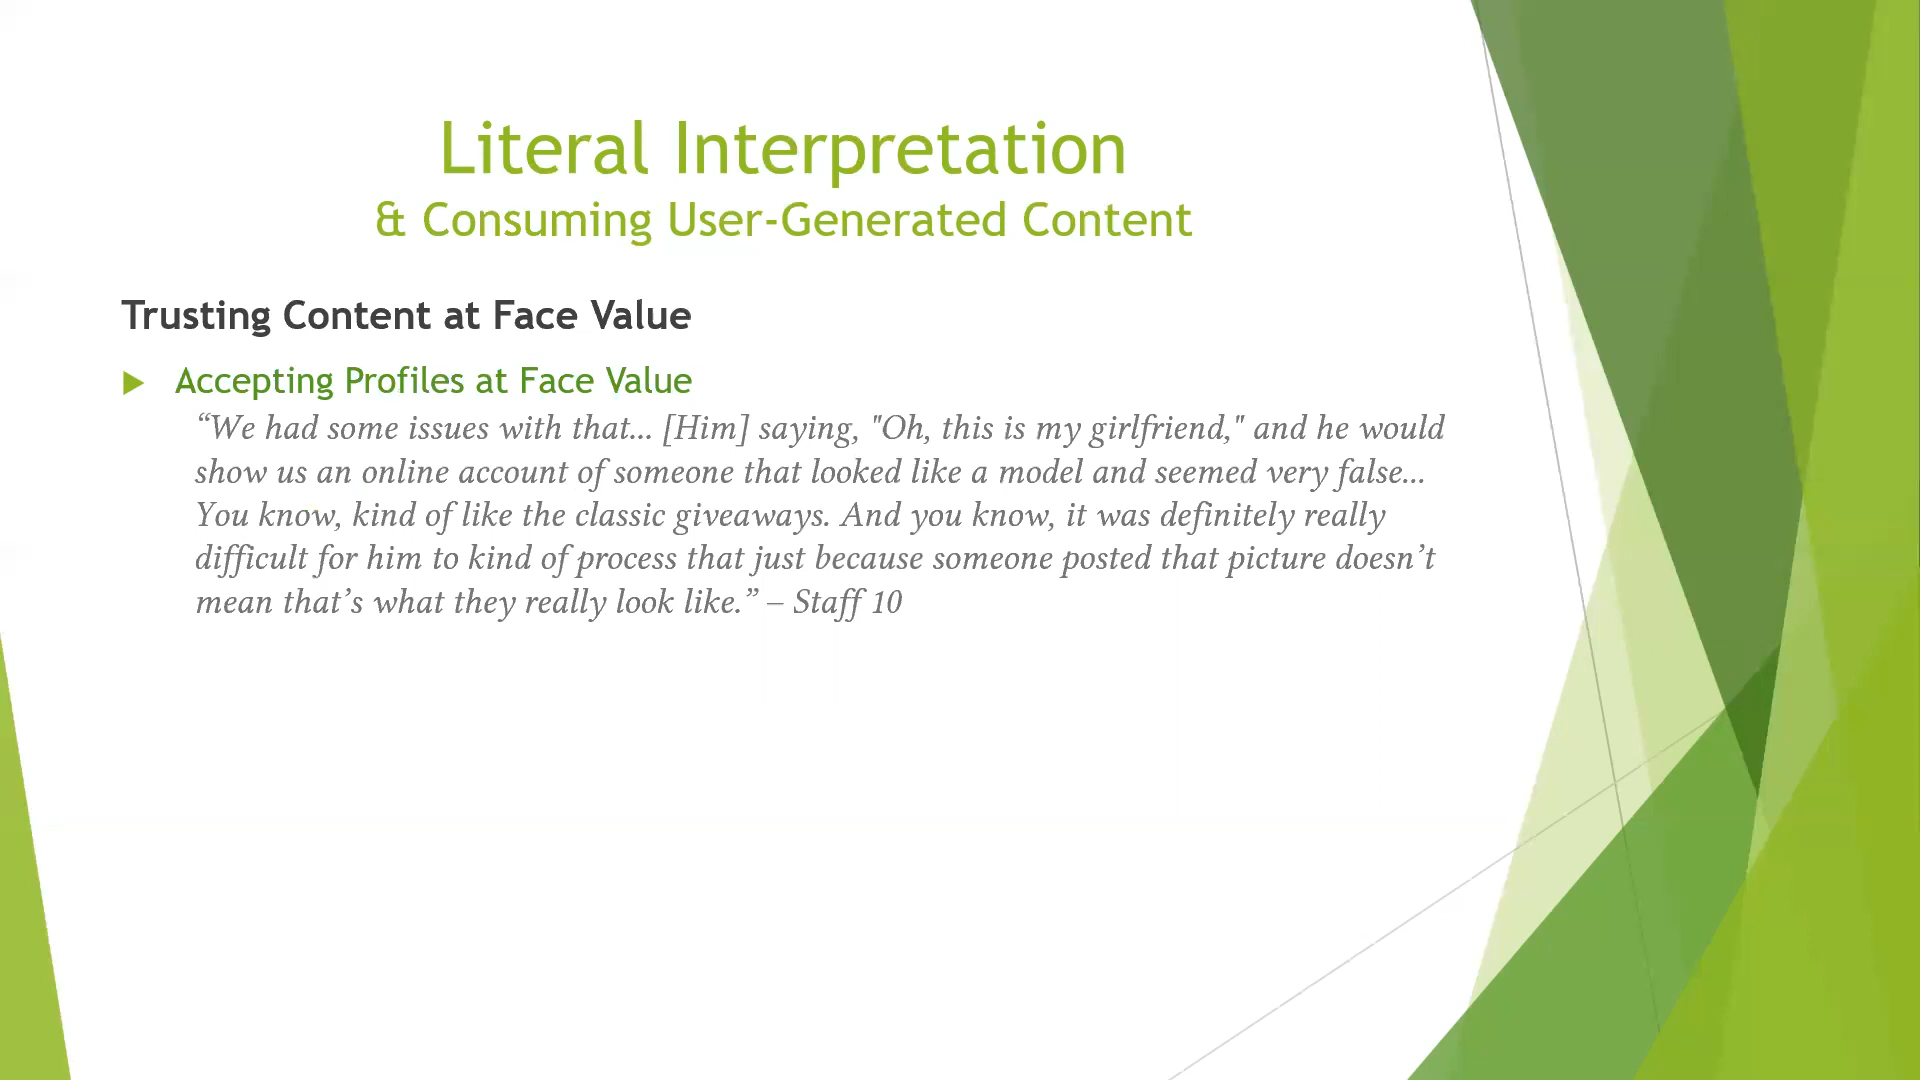 Literal Interpretation
& Consuming User-Generated Content
Trusting Content at Face Value
Accepting Profiles at Face Value
“We had some issues with that... [Him] saying, "Oh, this is my girlfriend," and he would
show us an online account of someone that looked like a model and seemed very false...
You know, kind of like the classic giveaways. And you know, it was definitely really
difficult for him to kind of process that just because someone posted that picture doesn’t
mean that’s what they really look like.” – Staff 10